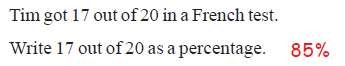 Tim got 17 out of 20 in a French test.
Write 17 out of 20 as a percentage. 85%